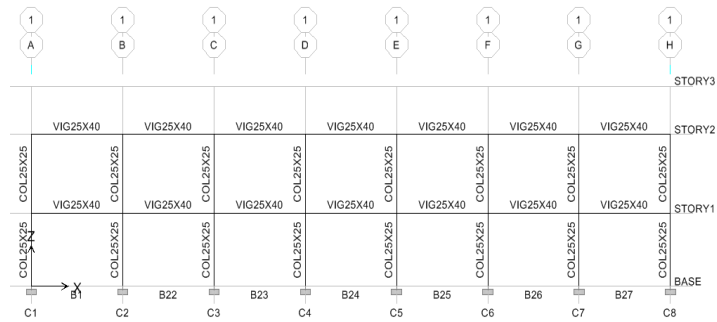 1 1 1 1 1 1 1 1
A B C D E F G H
STORY3
VIG25X40 VIG25X40 VIG25X40 VIG25X40 VIG25X40 VIG25X40 VIG25X40
STORY2
COL25X25 COL25X25 COL25X25 COL25X25 COL25X25 COL25X25 COL25X25 COL25X25
VIG25X40 VIG25X40 VIG25X40 VIG25X40 VIG25X40 VIG25X40 VIG25X40
STORY1
COL25X25 COL25X25 COL25X25 COL25X25 COL25X25 COL25X25 COL25X25 COL25X25
Z
X
BASE
B1 B22 B23 B24 B25 B26 B27
C1 C2 C3 C4 C5 C6 C7 C8